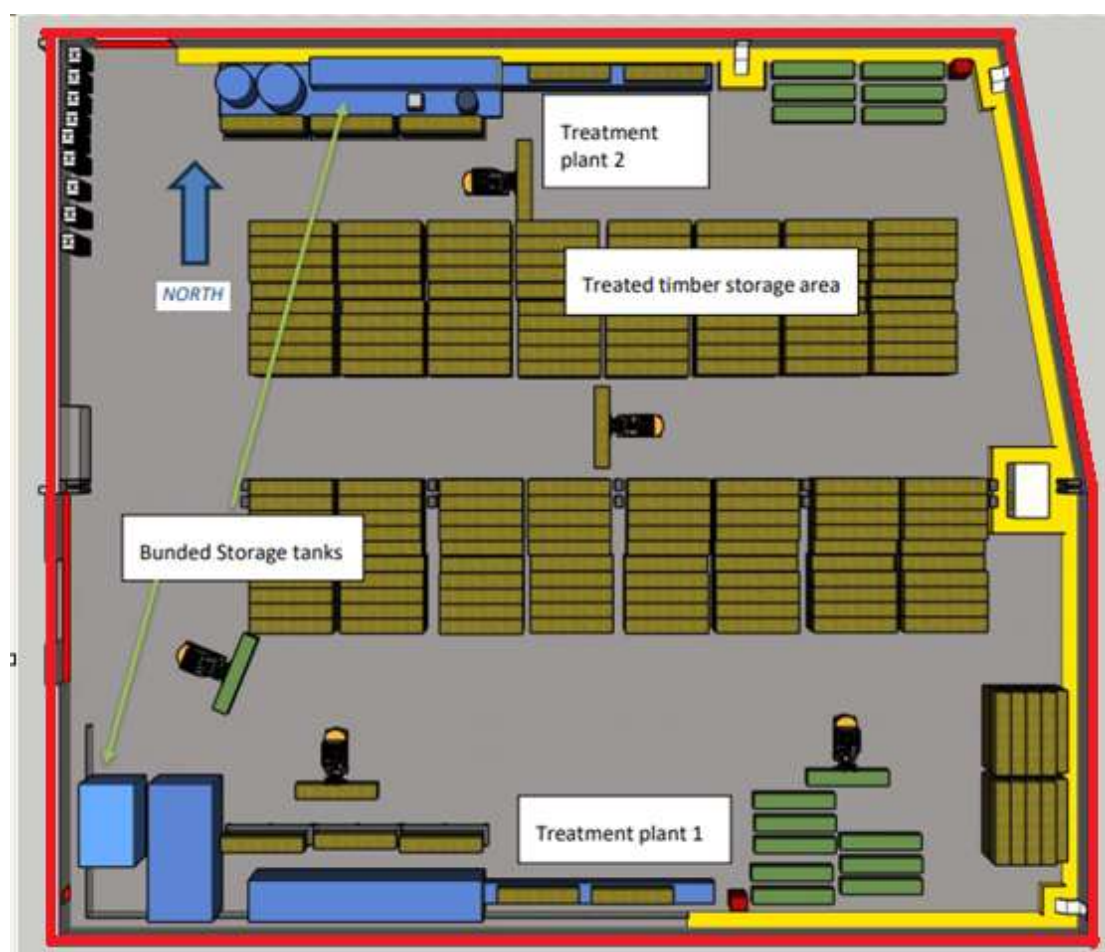 Treatment
plant 2
NORTH
Treated timber storage area
Bunded Storage tanks
Treatment plant 1